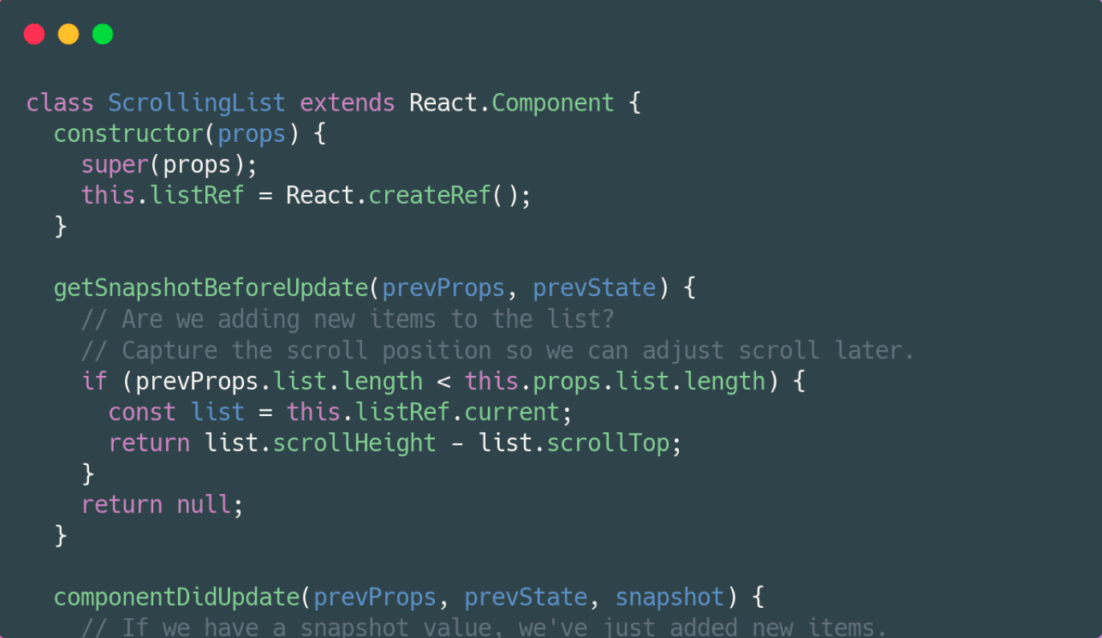 class ScrollingList extends React.Component {
  constructor(props) {
    super(props);
    this.listRef = React.createRef();
  }

  getSnapshotBeforeUpdate(prevProps, prevState) {
    // Are we adding new items to the list?
    // Capture the scroll position so we can adjust scroll later.
    if (prevProps.list.length < this.props.list.length) {
      const list = this.listRef.current;
      return list.scrollHeight - list.scrollTop;
    }
    return null;
  }

  componentDidUpdate(prevProps, prevState, snapshot) {
    // If we have a snapshot value, we've just added new items.